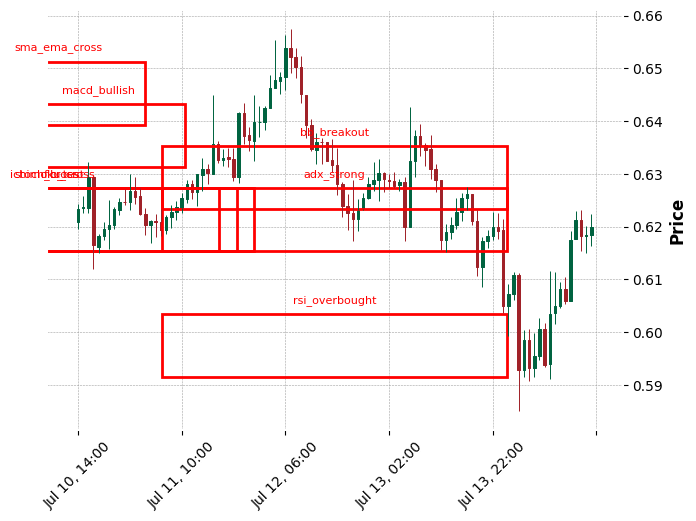 0.66
sma_ema_cross
0.65
macd_bullish
0.64
bb_breakout
0.63
adx_strong
0.62
0.61
rsi_overbought
0.60
0.59
Price
Jul 10, 14:00
Jul 11, 10:00
Jul 12, 06:00
Jul 13, 02:00
Jul 13, 22:00